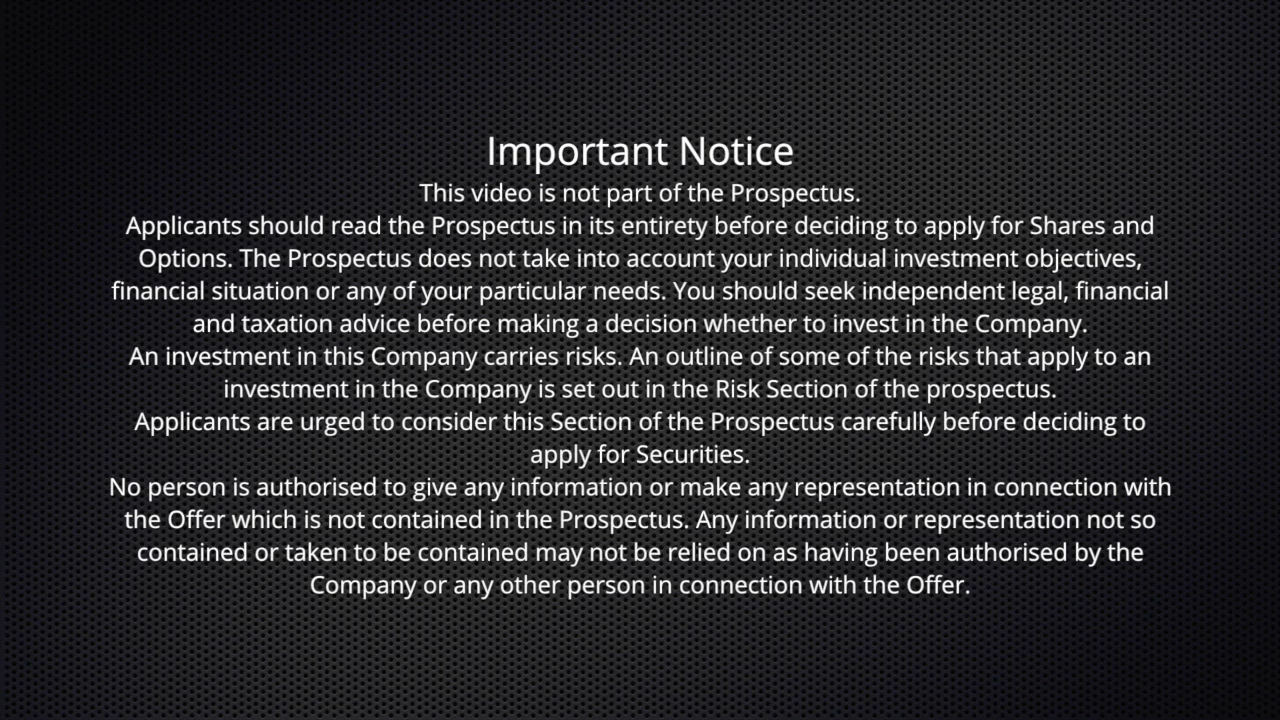 Important Notice
This video is not part of the Prospectus.
Applicants should read the Prospectus in its entirety before deciding to apply for Shares and
Options. The Prospectus does not take into account your individual investment objectives,
financial situation or any of your particular needs. You should seek independent legal, financial
and taxation advice before making a decision whether to invest in the Company.
An investment in this Company carries risks. An outline of some of the risks that apply to an
investment in the Company is set out in the Risk Section of the prospectus.
Applicants are urged to consider this Section of the Prospectus carefully before deciding to
apply for Securities.
No person is authorised to give any information or make any representation in connection with
the Offer which is not contained in the Prospectus. Any information or representation not so
contained or taken to be contained may not be relied on as having been authorised by the
Company or any other person in connection with the Offer.